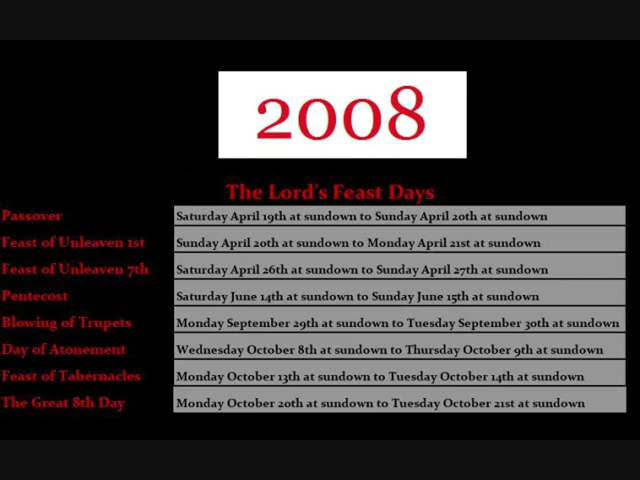 2008
The Lord's Feast Days
Passover Saturday April 19th at sundown to Sunday April 20th at sundown
Feast of Unleaven 1st Sunday April 20th at sundown to Monday April 21st at sundown
Feast of Unleaven 7th Saturday April 26th at sundown to Sunday April 27th at sundown
Pentecost Saturday June 14th at sundown to Sunday June 15th at sundown
Blowing of Trupets Monday September 29th at sundown to Tuesday September 30th at sundown
Day of Atonement Wednesday October 8th at sundown to Thursday October 9th at sundown
Feast of Tabernacles Monday October 13th at sundown to Tuesday October 14th at sundown
The Great 8th Day Monday October 20th at sundown to Tuesday October 21st at sundown